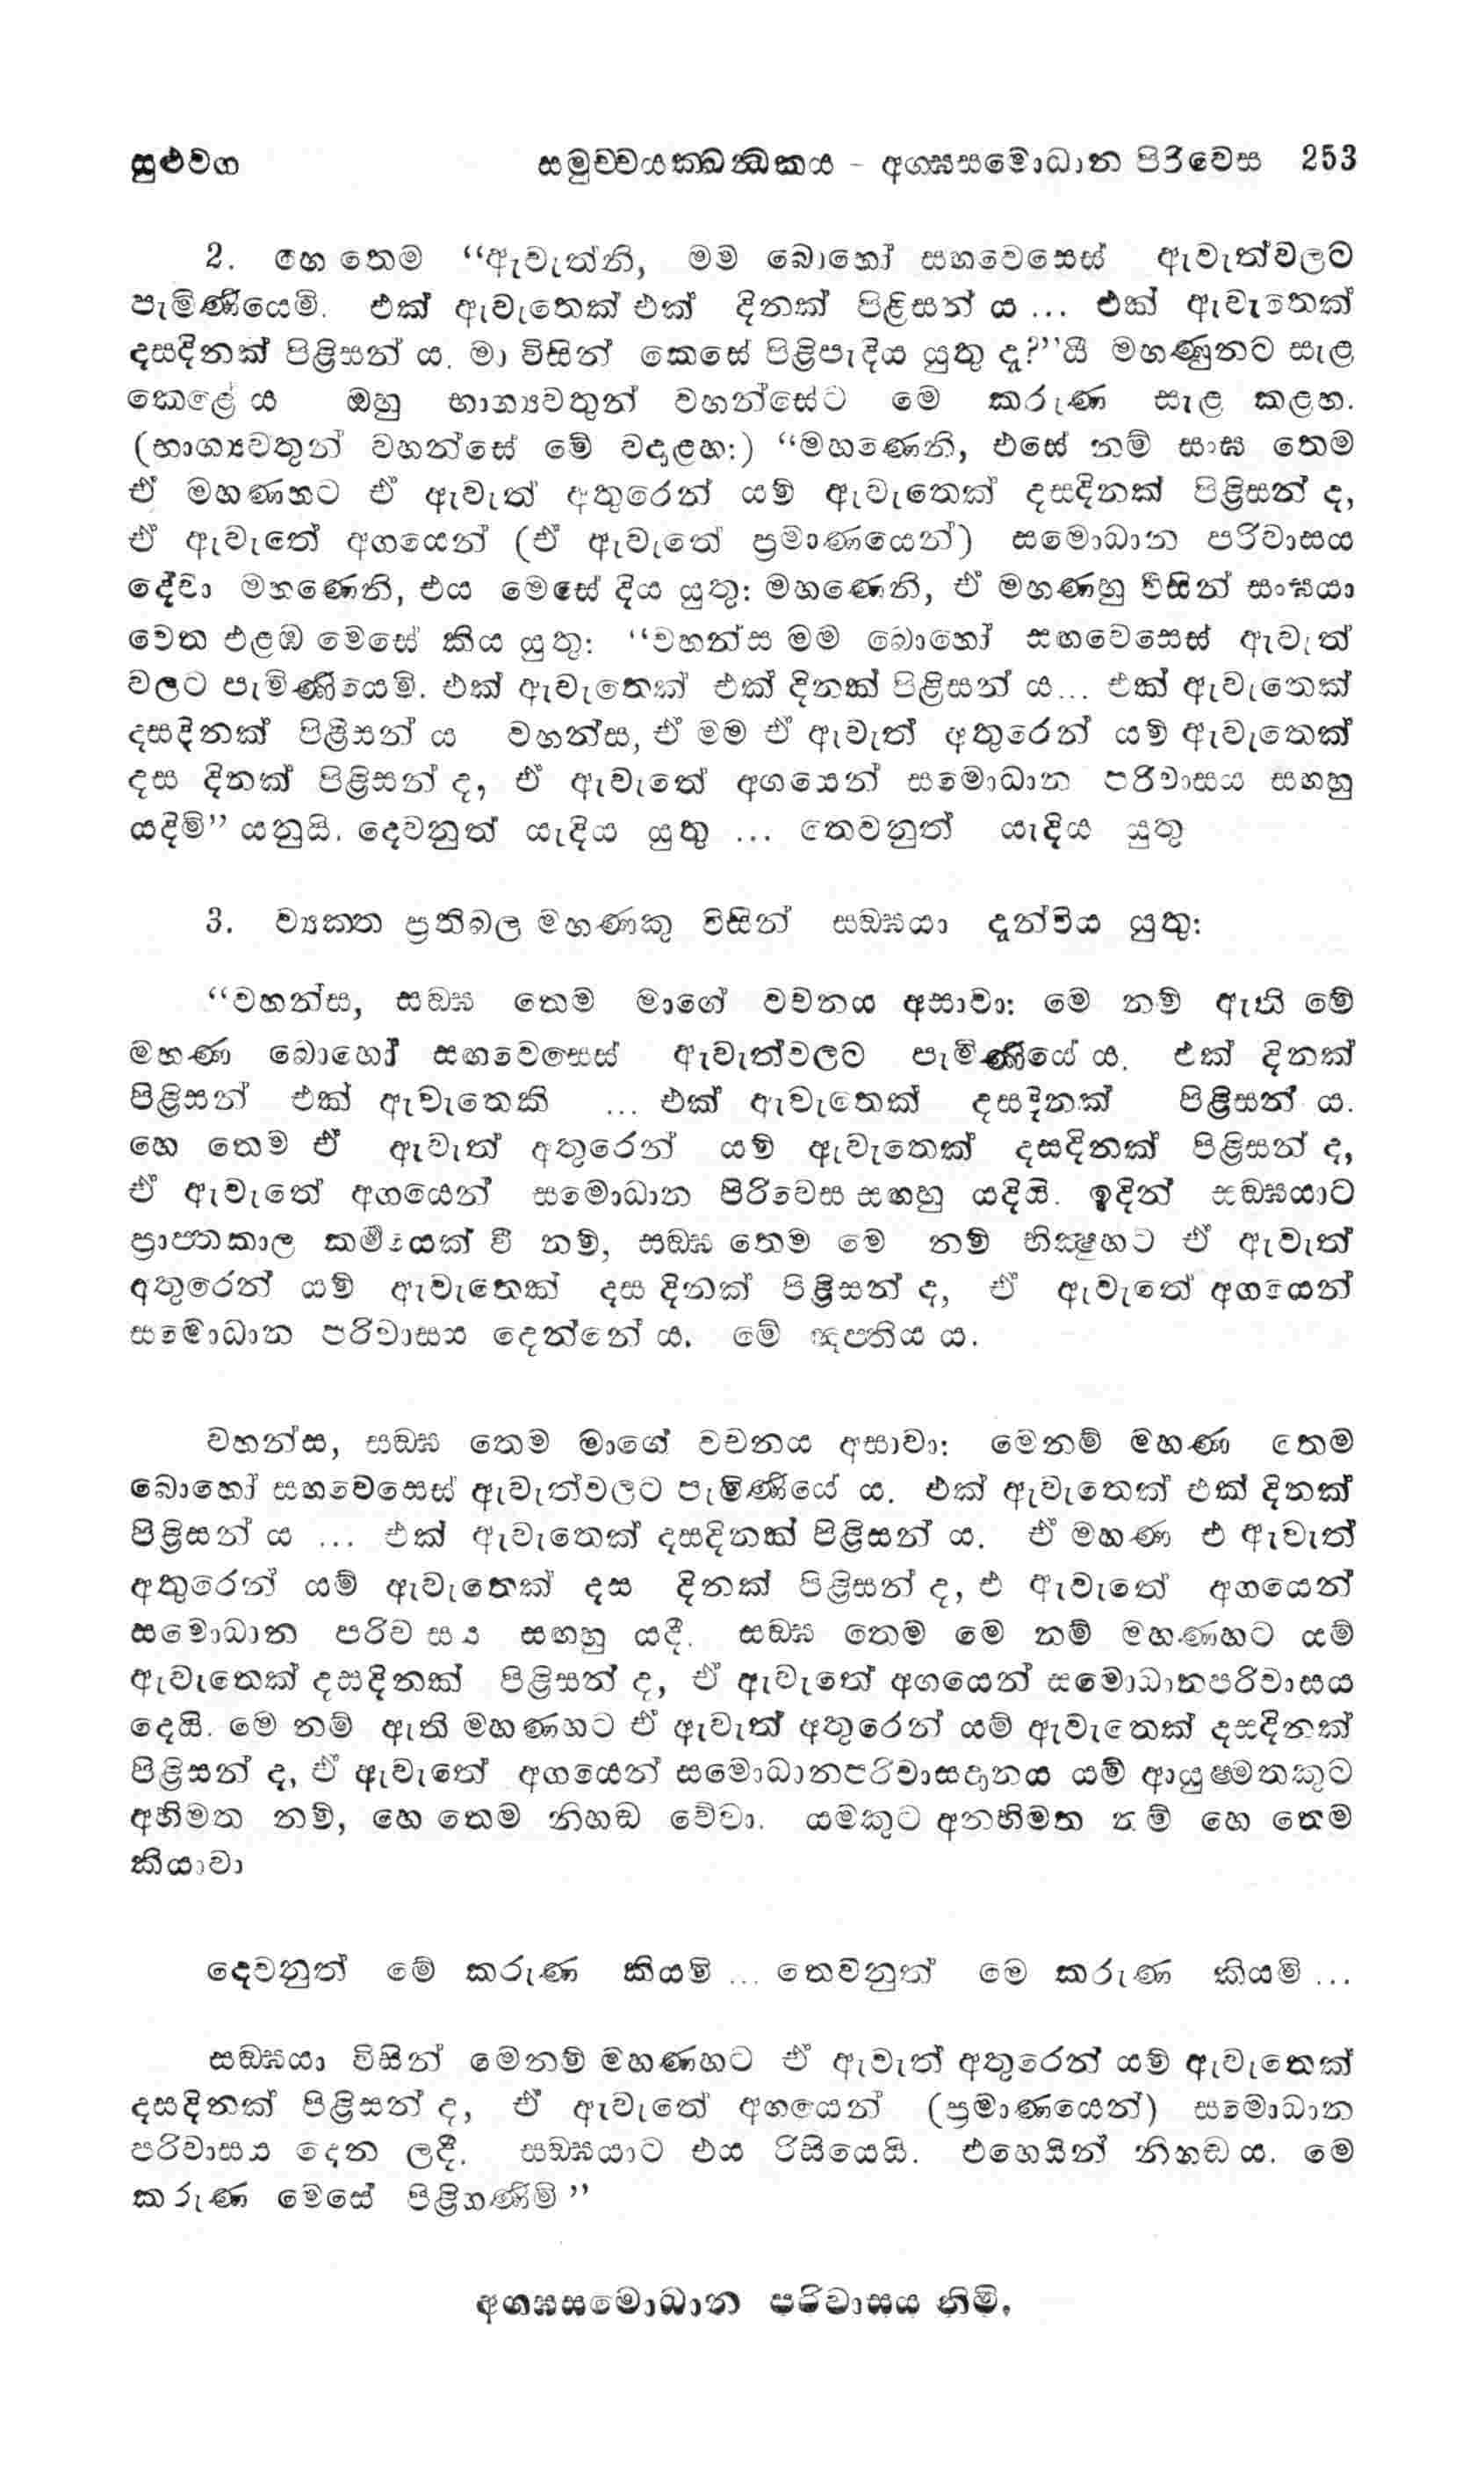 සුළුවග සමුච්චයක්ඛන්ධකය - අග්ඝසමොධාන පිරිවෙස 253
2. හෙ තෙම “ඇවැත්නි, මම බොහෝ සඟවෙසෙස් ඇවැත්වලට
පැමිණියෙමි. එක් ඇවැතෙක් එක් දිනක් පිළිසන් ය ... එක් ඇවැතෙක්
දසදිනක් පිළිසන් ය. මා විසින් කෙසේ පිළිපැදිය යුතු දැ?”යී මහණුනට සැළ
කෙළේ ය ඔහු භාග්‍යවතුන් වහන්සේට මෙ කරුණ සැළ කළහ.
(භාග්‍යවතුන් වහන්සේ මේ වදාළහ:) “මහණෙනි, එසේ නම් සංඝ තෙම
ඒ මහණහට ඒ ඇවැත් අතුරෙන් යම් ඇවැතෙක් දසදිනක් පිළිසන් ද,
ඒ ඇවැතේ අගයෙන් (ඒ ඇවැතේ ප්‍රමාණයෙන්) සමොධාන පරිවාසය
දේවා මහණෙනි, එය මෙසේ දිය යුතු: මහණෙනි, ඒ මහණහු විසින් සංඝයා
වෙත එළඹ මෙසේ කිය යුතු: “වහන්ස මම බොහෝ සඟවෙසෙස් ඇවැත්
වලට පැමිණියෙමි. එක් ඇවැතෙක් එක් දිනක් පිළිසන් ය... එක් ඇවැතෙක්
දසදිනක් පිළිසන් ය වහන්ස, ඒ මම ඒ ඇවැත් අතුරෙන් යම් ඇවැතෙක්
දස දිනක් පිළිසන් ද, ඒ ඇවැතේ අගයෙන් සමොධාන පරිවාසය සඟහු
යදිමි” යනුයි. දෙවනුත් යැදිය යුතු ... තෙවනුත් යැදිය යුතු
3. ව්‍යක්ත ප්‍රතිබල මහණකු විසින් සඞ්ඝයා දැන්විය යුතු:
“වහන්ස, සඞ්ඝ තෙම මාගේ වචනය අසාවා: මෙ නම් ඇති මේ
මහණ බොහෝ සඟවෙසෙස් ඇවැත්වලට පැමිණියේ ය. එක් දිනක්
පිළිසන් එක් ඇවැතෙකි ... එක් ඇවැතෙක් දසදිනක් පිළිසන් ය.
හෙ තෙම ඒ ඇවැත් අතුරෙන් යම් ඇවැතෙක් දසදිනක් පිළිසන් ද,
ඒ ඇවැතේ අගයෙන් සමොධාන පිරිවෙස සඟහු යදියි. ඉදින් සඞ්ඝයාට
ප්‍රාප්තකාල කර්මයෙක් වී නම්, සඞ්ඝ තෙම මෙ නම් භික්‍ෂුහට ඒ ඇවැත්
අතුරෙන් යම් ඇවැතෙක් දස දිනක් පිළිසන් ද, ඒ ඇවැතේ අගයෙන්
සමොධාන පරිවාසය දෙන්නේ ය. මේ ඤප්තිය ය.
වහන්ස, සඞ්ඝ තෙම මාගේ වචනය අසාවා: මෙනම් මහණ තෙම
බොහෝ සඟවෙසෙස් ඇවැත්වලට පැමිණියේ ය. එක් ඇවැතෙක් එක් දිනක්
පිළිසන් ය ... එක් ඇවැතෙක් දසදිනක් පිළිසන් ය. ඒ මහණ එ ඇවැත්
අතුරෙන් යම් ඇවැතෙක් දස දිනක් පිළිසන් ද, එ ඇවැතේ අගයෙන්
සමොධාන පරිවාසය සඟහු යදී. සඞ්ඝ තෙම මෙ නම් මහණහට යම්
ඇවැතෙක් දසදිනක් පිළිසන් ද, ඒ ඇවැතේ අගයෙන් සමොධානපරිවාසය
දෙයි. මෙ නම් ඇති මහණහට ඒ ඇවැත් අතුරෙන් යම් ඇවැතෙක් දසදිනක්
පිළිසන් ද, ඒ ඇවැතේ අගයෙන් සමොධානපරිවාසදානය යම් ආයුෂ්මතකුට
අභිමත නම්, හෙ තෙම නිහඬ වේවා. යමකුට අනභිමත නම් හෙ තෙම
කියාවා
දෙවනුත් මේ කරුණ කියමි ... තෙවනුත් මෙ කරුණ කියමි ...
සඞ්ඝයා විසින් මෙනම් මහණහට ඒ ඇවැත් අතුරෙන් යම් ඇවැතෙක්
දසදිනක් පිළිසන් ද, ඒ ඇවැතේ අගයෙන් (ප්‍රමාණයෙන්) සමොධාන
පරිවාසය දෙන ලදී. සඞ්ඝයාට එය රිසියෙයි. එහෙයින් නිහඬ ය. මෙ
කරුණ මෙසේ පිළිගණිමි”
අග්ඝසමොධාන පරිවාසය නිමි.